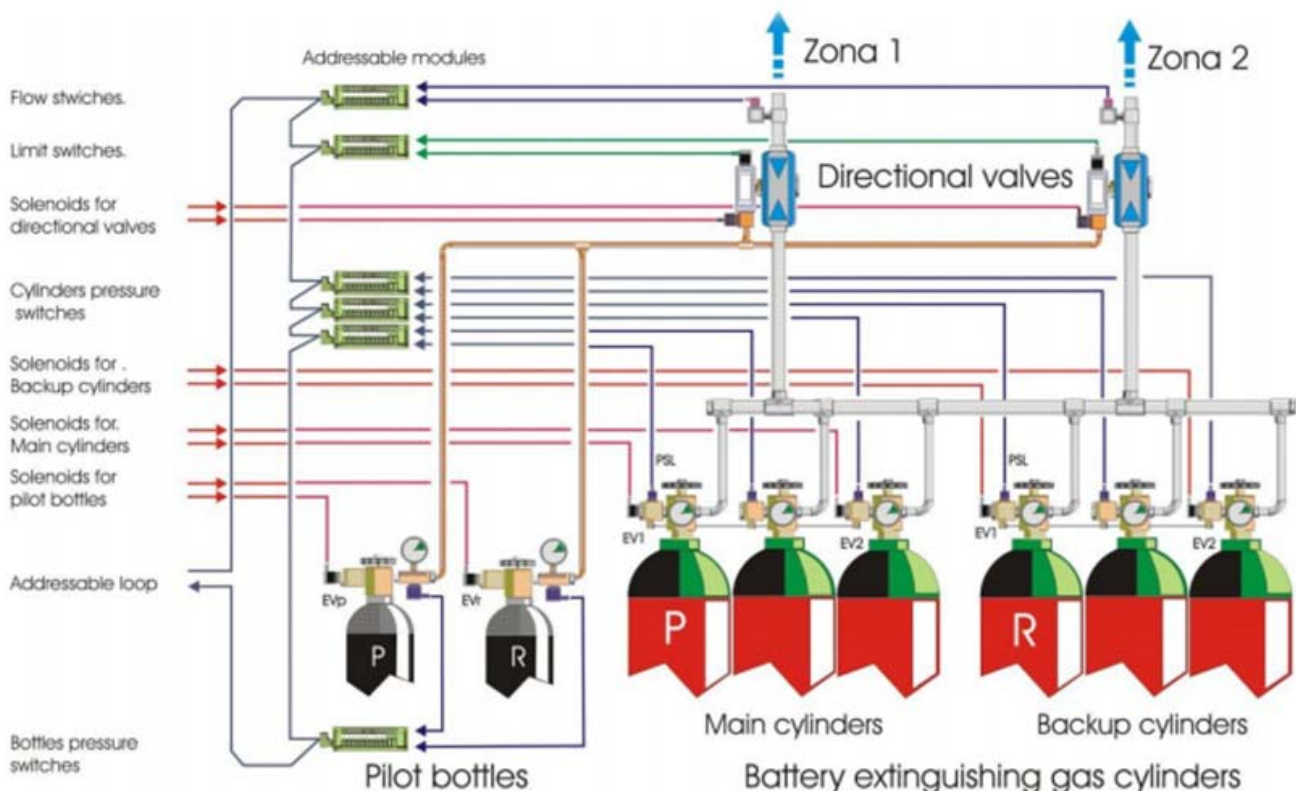 Addressable modules
Zona 1
Zona 2
Flow stwiches.
Limit switches.
Directional valves
Solenoids for
directional valves
Cylinders pressure
switches
Solenoids for .
Backup cylinders
Solenoids for.
Main cylinders
Solenoids for
pilot bottles
PSL
PSL
EV1
EV2
EV1
EV2
Addressable loop
EVp
EVr
P
R
P
R
Main cylinders
Backup cylinders
Bottles pressure
switches
Pilot bottles
Battery extinguishing gas cylinders